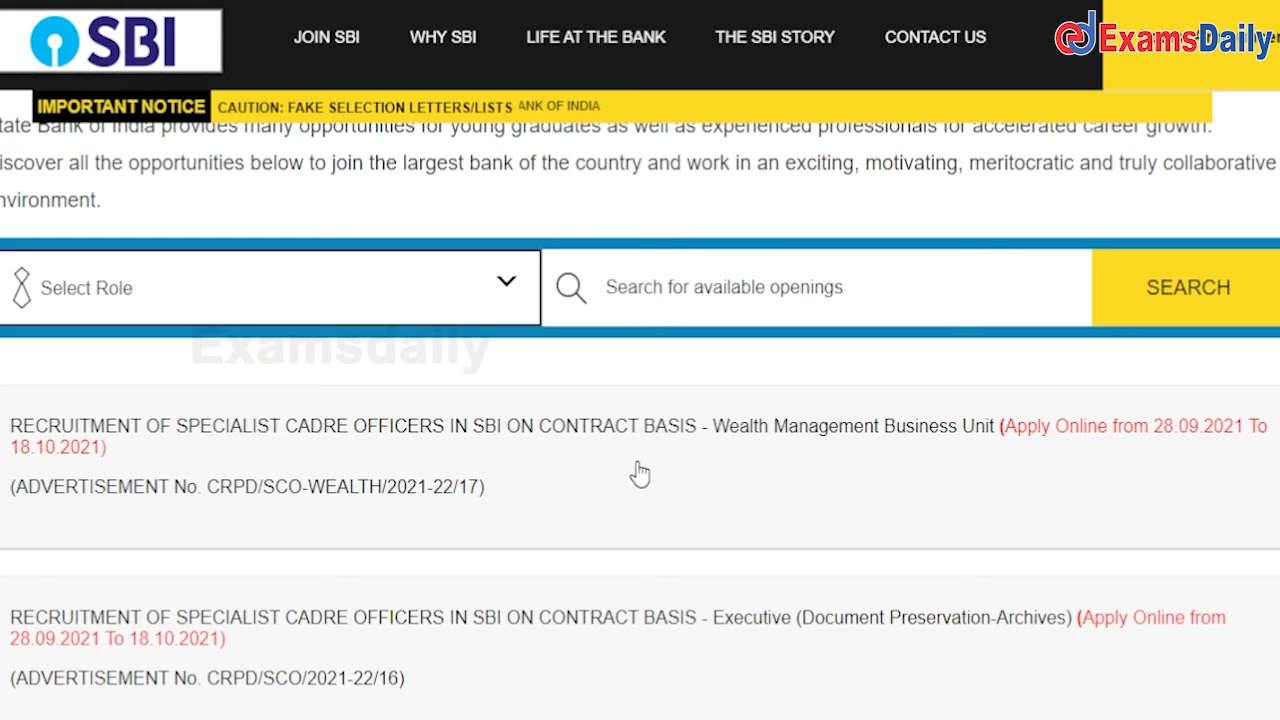 SBI
JOIN SBI
WHY SBI
LIFE AT THE BANK
THE SBI STORY
CONTACT US
ExamsDaily
IMPORTANT NOTICE
CAUTION: FAKE SELECTION LETTERS/LISTS
ANK OF INDIA
tate Bank of India provides many opportunities for young graduates as well as experienced professionals for accelerated career growth.
iscover all the opportunities below to join the largest bank of the country and work in an exciting, motivating, meritocratic and truly collaborative
nvironment.
Select Role
Search for available openings
SEARCH
Examsdaily
RECRUITMENT OF SPECIALIST CADRE OFFICERS IN SBI ON CONTRACT BASIS - Wealth Management Business Unit (Apply Online from 28.09.2021 To
18.10.2021)
(ADVERTISEMENT No. CRPD/SCO-WEALTH/2021-22/17)
RECRUITMENT OF SPECIALIST CADRE OFFICERS IN SBI ON CONTRACT BASIS - Executive (Document Preservation-Archives) (Apply Online from
28.09.2021 To 18.10.2021)
(ADVERTISEMENT No. CRPD/SCO/2021-22/16)